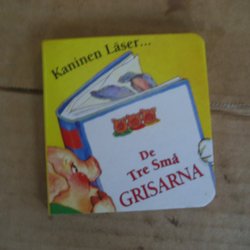 Kaninen Läser...
De
Tre Små
GRISARNA